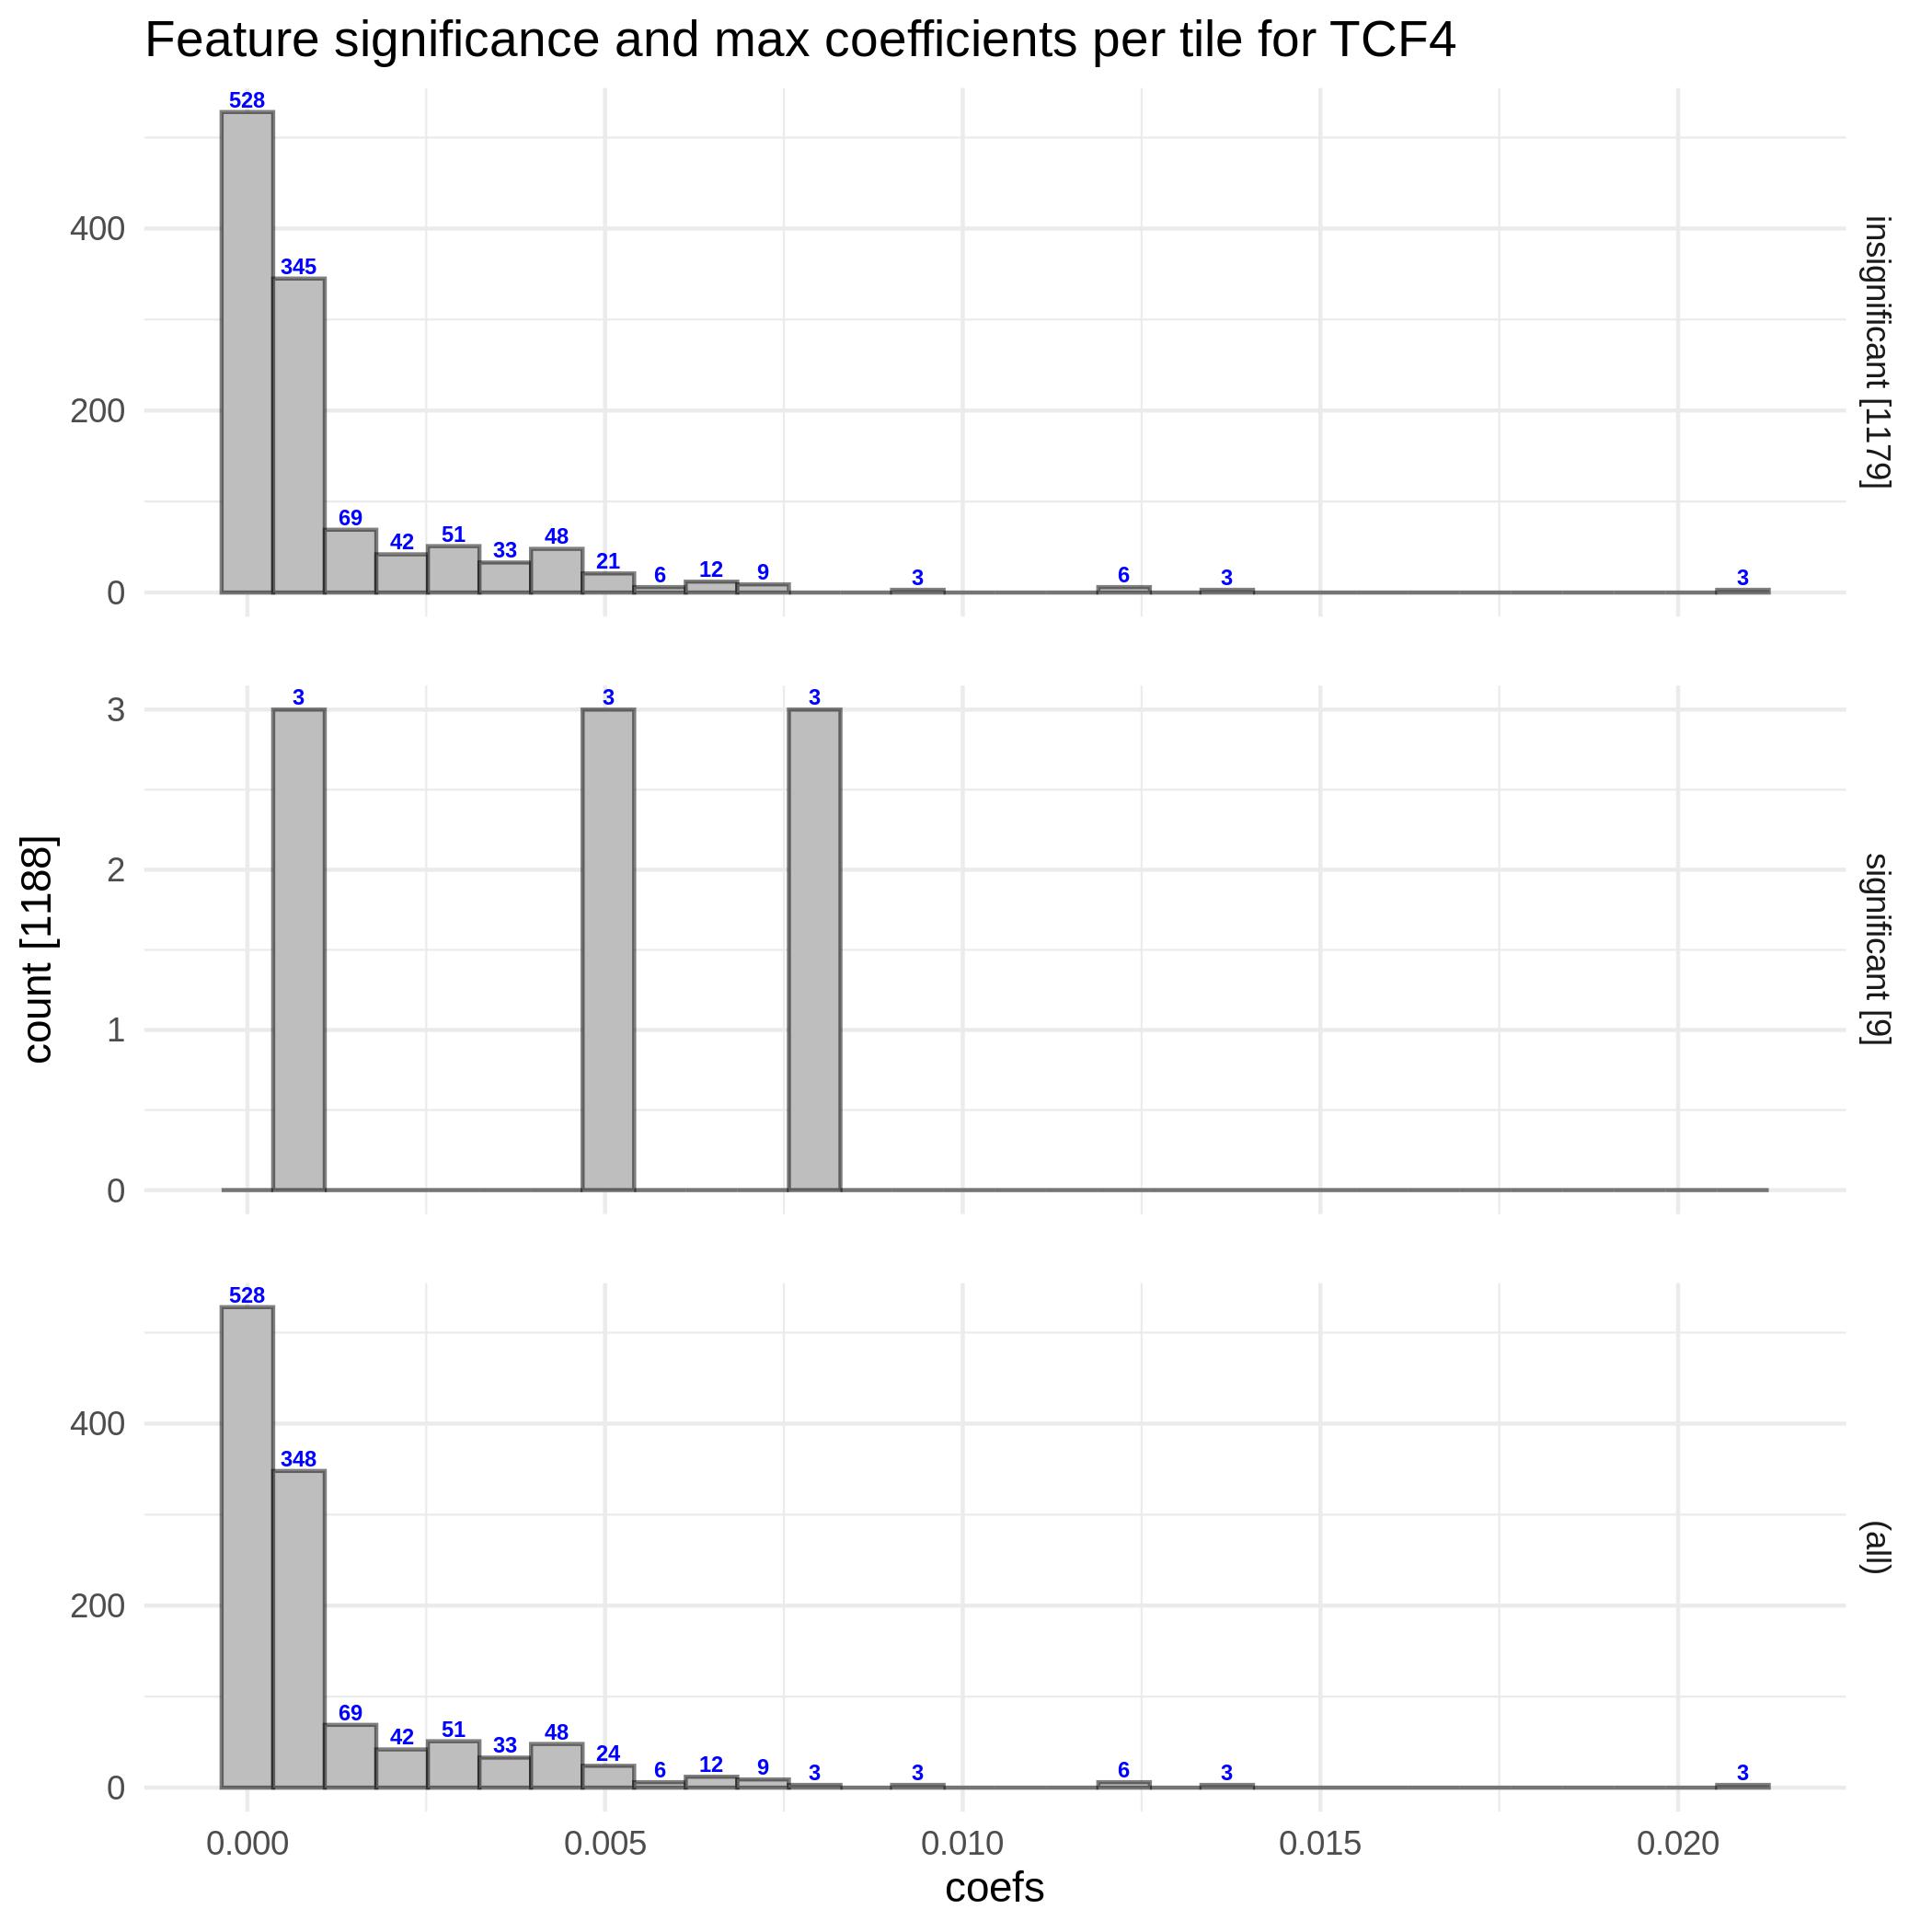 Feature significance and max coefficients per tile for TCF4
528
345
69 42 51 33 48 21 6 12 9 3 6 3 3
400
200
0
insignificant [1179]
3 3 3
3
2
1
0
significant [9]
count [1188]
528
348
69 42 51 33 48 24 6 12 9 3 3 6 3 3
400
200
0
(all)
0.000 0.005 0.010 0.015 0.020
coefs